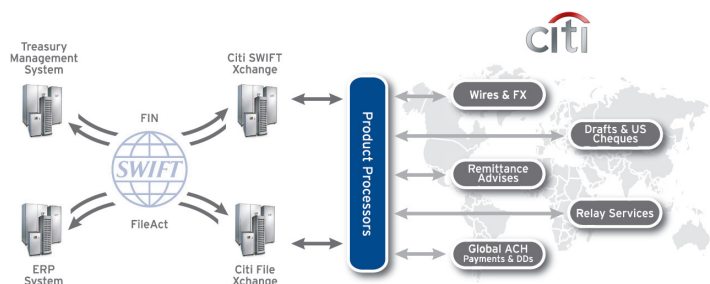 citi
Treasury
Management
System
Citi SWIFT
Xchange
FIN
SWIFT
FileAct
ERP
System
Citi File
Xchange
Product Processors
Wires & FX
Drafts & US
Cheques
Remittance
Advises
Relay Services
Global ACH
Payments & DDs